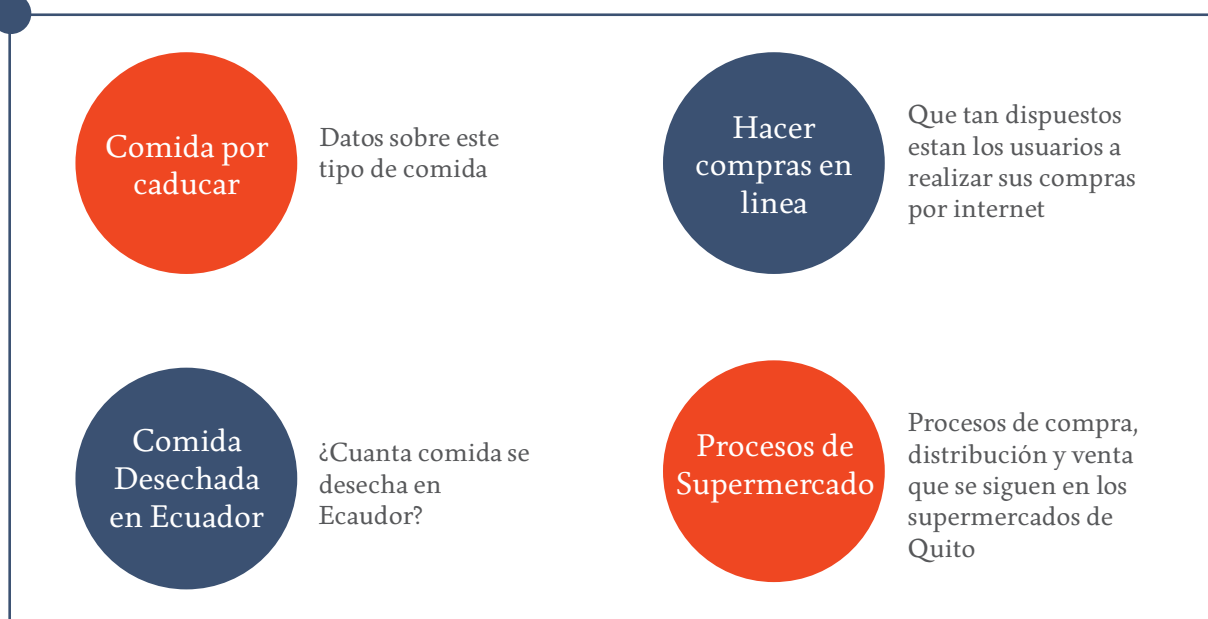 Comida por
caducar
Datos sobre este
tipo de comida
Hacer
compras en
linea
Que tan dispuestos
estan los usuarios a
realizar sus compras
por internet
Comida
Desechada
en Ecuador
¿Cuanta comida se
desecha en
Ecaudor?
Procesos de
Supermercado
Procesos de compra,
distribución y venta
que se siguen en los
supermercados de
Quito